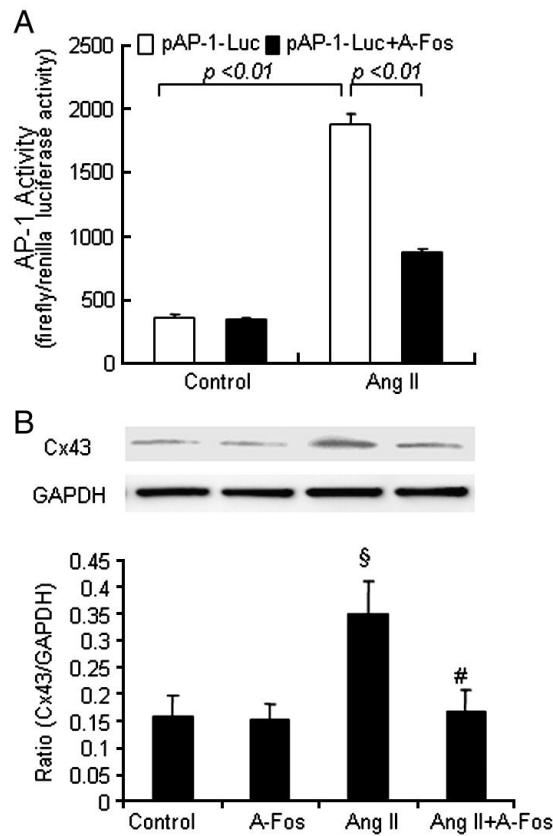 A
pAP-1-Luc pAP-1-Luc+A-Fos
p <0.01 p <0.01
AP-1 Activity
(firefly/renilla luciferase activity)
2500
2000
1500
1000
500
0
Control Ang II
B
Cx43
GAPDH
Ratio (Cx43/GAPDH)
0.45
0.4
0.35
0.3
0.25
0.2
0.15
0.1
0.05
0
§
#
Control A-Fos Ang II Ang II+A-Fos